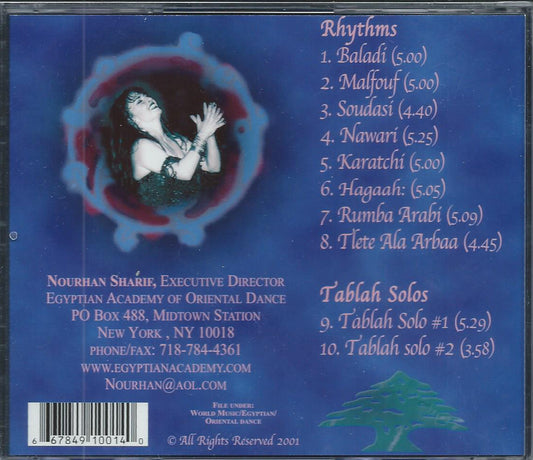 Rhythms
1. Baladi (5.00)
2. Malfouf (5.00)
3. Soudasi (4.40)
4. Nawari (5.25)
5. Karatchi (5.00)
6. Hagaah: (5.05)
7. Rumba Arabi (5.09)
8. Tlete Ala Arbaa (4.45)
Tablah Solos
9. Tablah Solo #1 (5.29)
10. Tablah solo #2 (3.58)
Nourhan Sharif, Executive Director
Egyptian Academy of Oriental Dance
PO Box 488, Midtown Station
New York , NY 10018
phone/fax: 718-784-4361
www.egyptianacademy.com
Nourhan@aol.com
File under:
World Music/Egyptian/
Oriental dance
6 67849 10014 0
© All Rights Reserved 2001